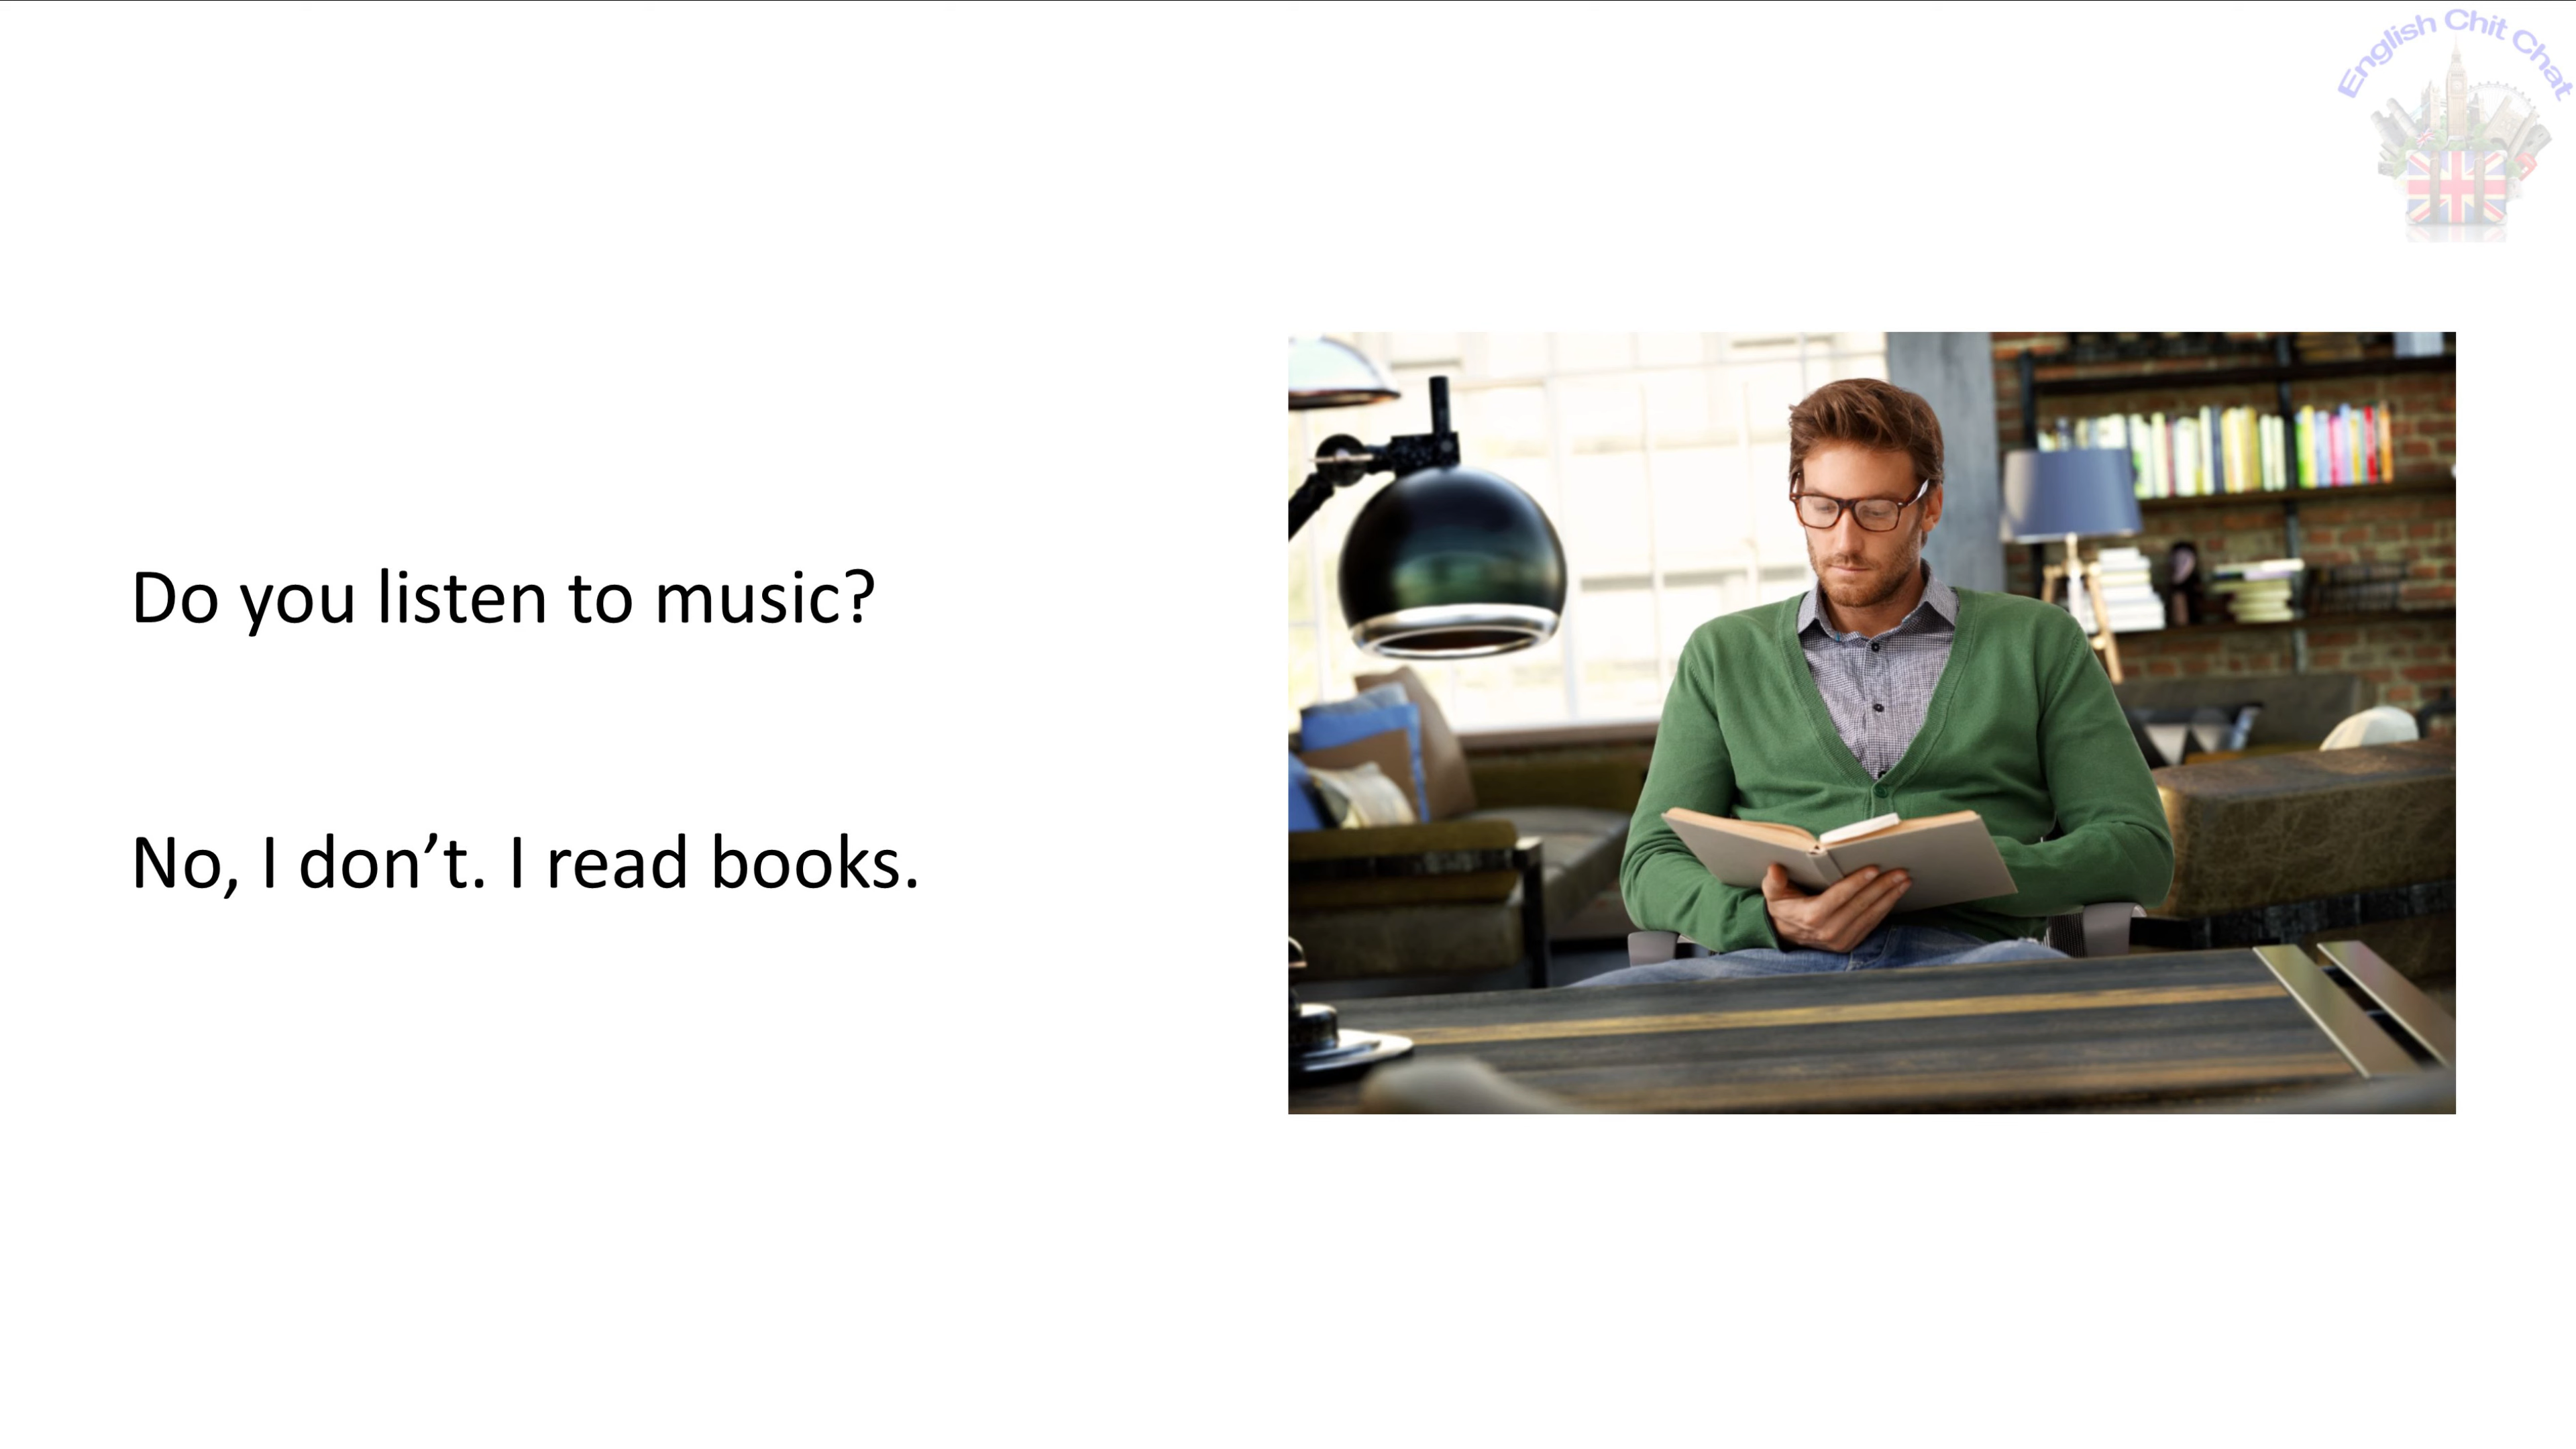 English Chit Chat
Do you listen to music?
No, I don’t. I read books.